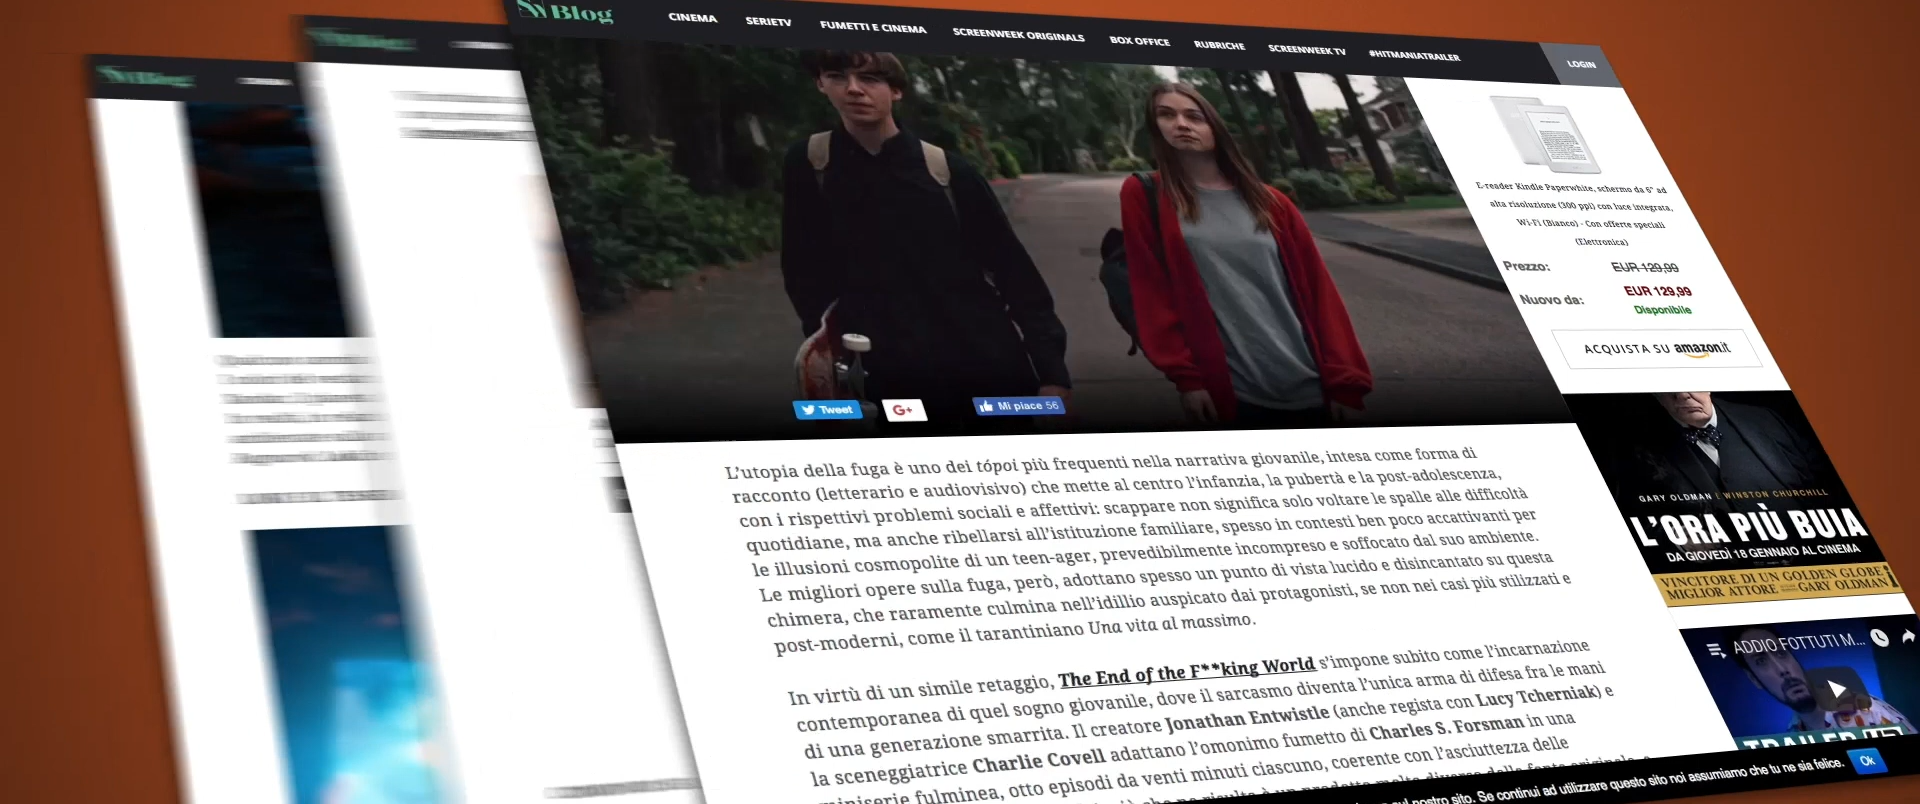 SW Blog
CINEMA
SERIETV
FUMETTI E CINEMA
SCREENWEEK ORIGINALS
BOX OFFICE
RUBRICHE
SCREENWEEK TV
#HITMANIATRAILER
LOGIN
E-reader Kindle Paperwhite, schermo da 6" ad
alta risoluzione (300 ppi) con luce integrata,
Wi-Fi (Bianco) - Con offerte speciali
(Elettronica)
Prezzo: EUR 129,99
Nuovo da: EUR 129,99
Disponibile
ACQUISTA SU amazon.it
Tweet
G+
Mi piace 56
L'utopia della fuga è uno dei tópoi più frequenti nella narrativa giovanile, intesa come forma di
racconto (letterario e audiovisivo) che mette al centro l'infanzia, la pubertà e la post-adolescenza,
con i rispettivi problemi sociali e affettivi: scappare non significa solo voltare le spalle alle difficoltà
quotidiane, ma anche ribellarsi all'istituzione familiare, spesso in contesti ben poco accattivanti per
le illusioni cosmopolite di un teen-ager, prevedibilmente incompreso e soffocato dal suo ambiente.
Le migliori opere sulla fuga, però, adottano spesso un punto di vista lucido e disincantato su questa
chimera, che raramente culmina nell'idillio auspicato dai protagonisti, se non nei casi più stilizzati e
post-moderni, come il tarantiniano Una vita al massimo.
In virtù di un simile retaggio, The End of the F**king World s'impone subito come l'incarnazione
contemporanea di quel sogno giovanile, dove il sarcasmo diventa l'unica arma di difesa fra le mani
di una generazione smarrita. Il creatore Jonathan Entwistle (anche regista con Lucy Tcherniak) e
la sceneggiatrice Charlie Covell adattano l'omonimo fumetto di Charles S. Forsman in una
miniserie fulminea, otto episodi da venti minuti ciascuno, coerente con l'asciuttezza delle
GARY OLDMAN È WINSTON CHURCHILL
L'ORA PIÙ BUIA
DA GIOVEDÌ 18 GENNAIO AL CINEMA
VINCITORE DI UN GOLDEN GLOBE
MIGLIOR ATTORE GARY OLDMAN
ADDIO FOTTUTI M...
TRAILER
sul nostro sito. Se continui ad utilizzare questo sito noi assumiamo che tu ne sia felice.
Ok